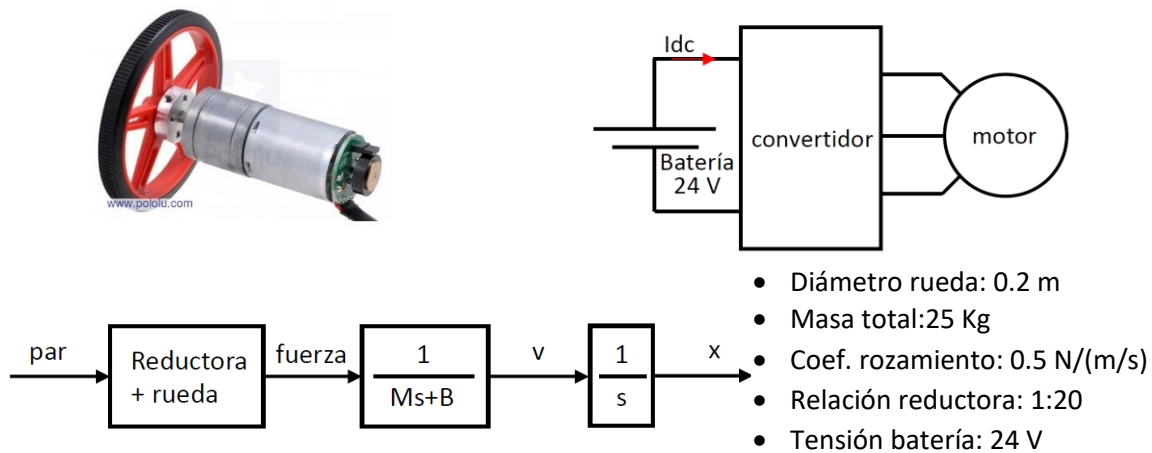 www.pololu.com
Idc
Batería
24 V
convertidor
motor
par
Reductora
+ rueda
fuerza
1
Ms+B
v
1
s
x
• Diámetro rueda: 0.2 m
• Masa total:25 Kg
• Coef. rozamiento: 0.5 N/(m/s)
• Relación reductora: 1:20
• Tensión batería: 24 V